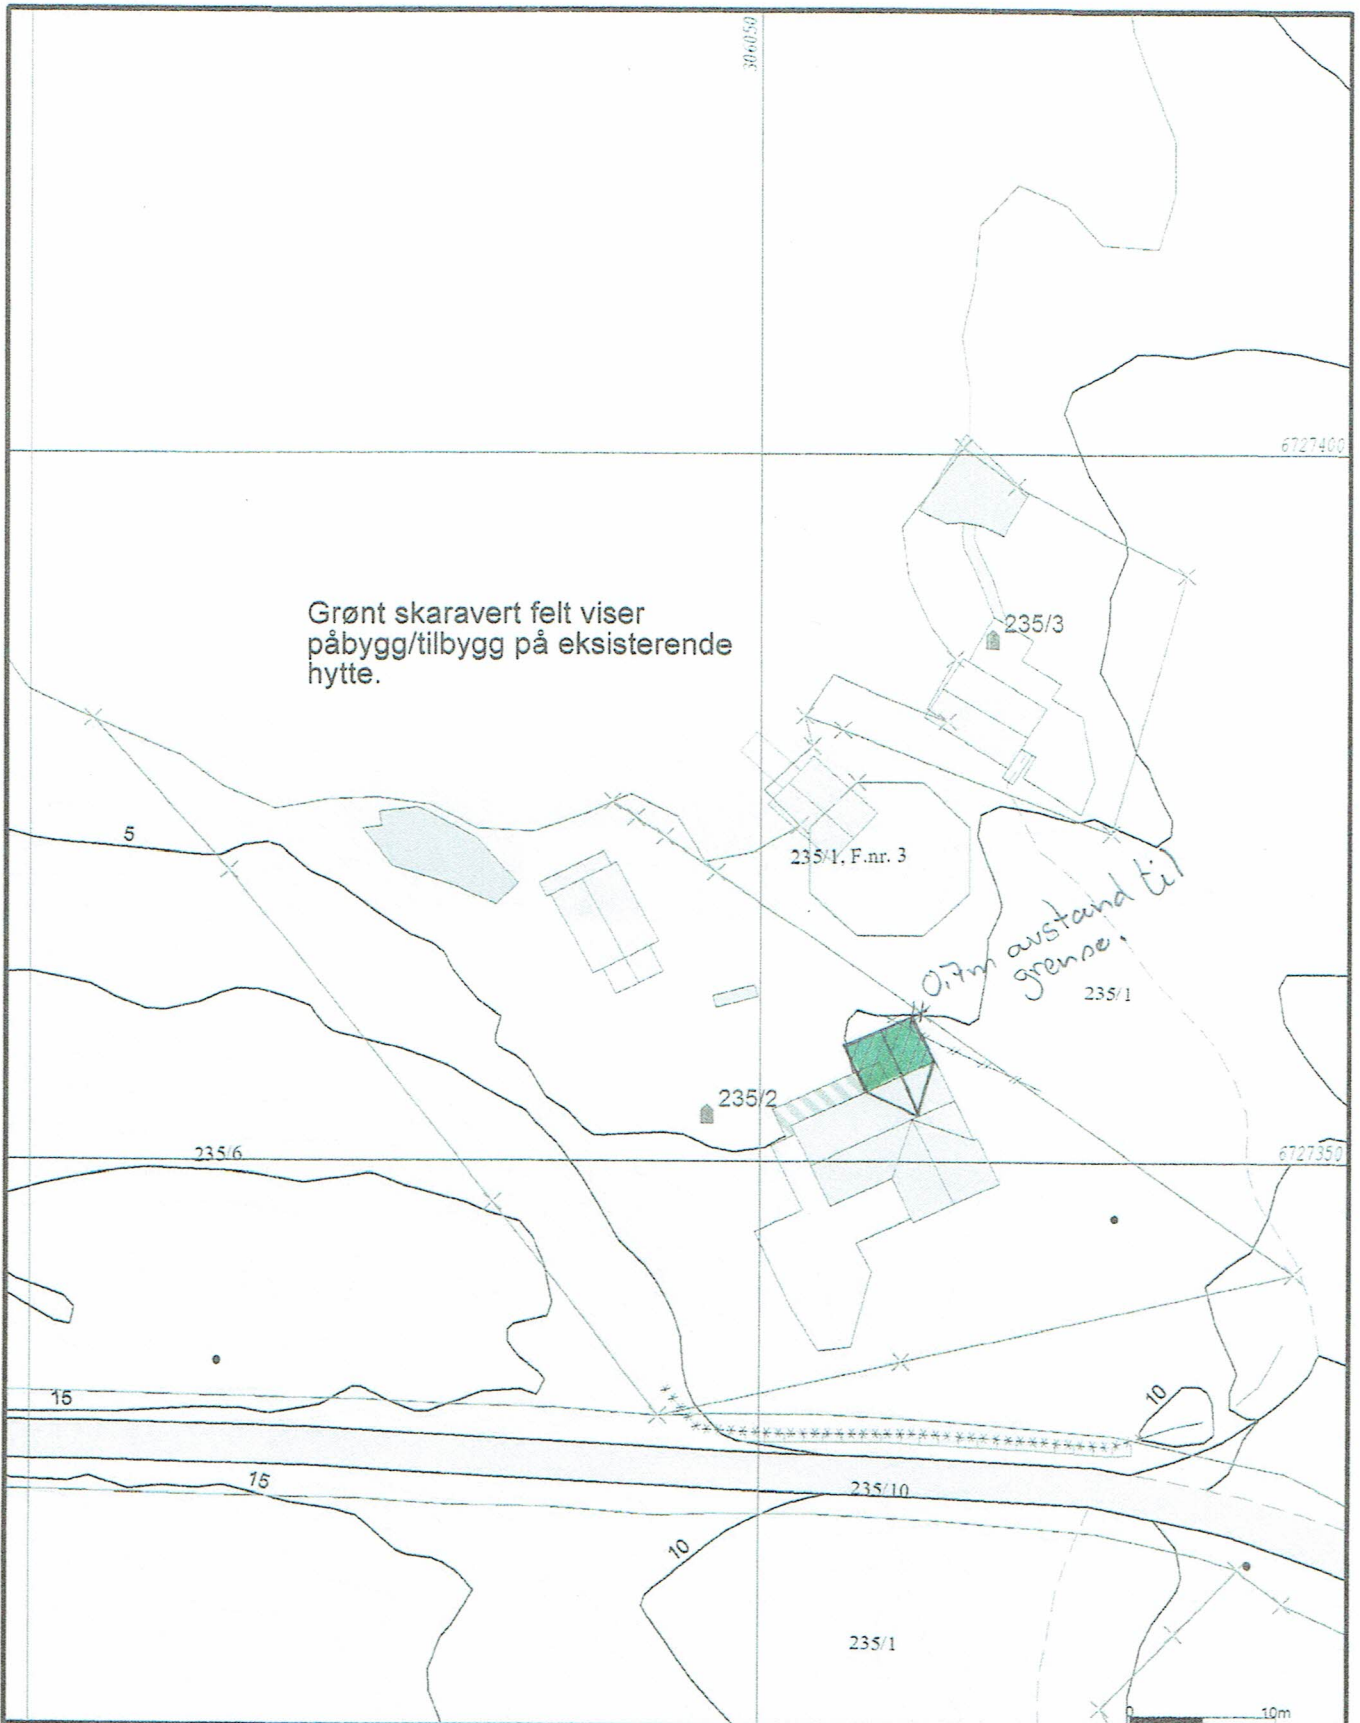 306050
6727400
Grønt skaravert felt viser
påbygg/tilbygg på eksisterende
hytte.
235/3
5
235/1, F.nr. 3
0,7m avstand til
grense.
235/1
235/2
235/6
6727350
15
10
15
235/10
10
235/1
0
10m